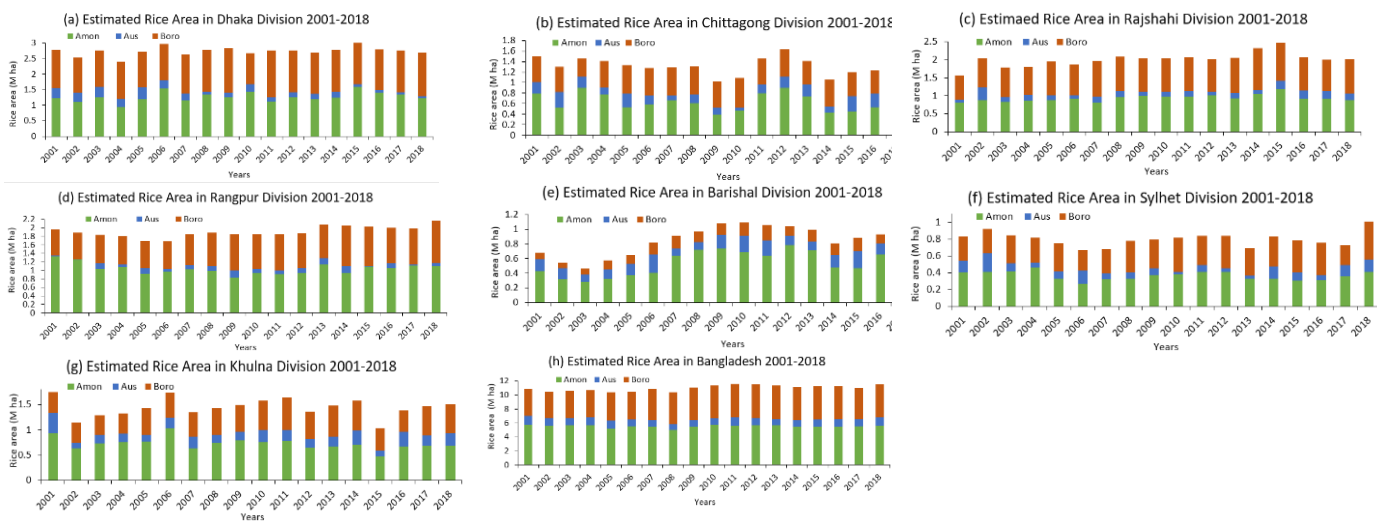 (a) Estimated Rice Area in Dhaka Division 2001-2018
Amon Aus Boro
Rice area (M ha)
3
2.5
2
1.5
1
0.5
0
2001 2002 2003 2004 2005 2006 2007 2008 2009 2010 2011 2012 2013 2014 2015 2016 2017 2018
Years
(b) Estimated Rice Area in Chittagong Division 2001-2018
Amon Aus Boro
Rice area (M ha)
1.8
1.6
1.4
1.2
1
0.8
0.6
0.4
0.2
0
2001 2002 2003 2004 2005 2006 2007 2008 2009 2010 2011 2012 2013 2014 2015 2016 201
Years
(c) Estimaed Rice Area in Rajshahi Division 2001-2018
Amon Aus Boro
Rice area (M ha)
2.5
2
1.5
1
0.5
0
2001 2002 2003 2004 2005 2006 2007 2008 2009 2010 2011 2012 2013 2014 2015 2016 2017 2018
Years
(d) Estimated Rice Area in Rangpur Division 2001-2018
Amon Aus Boro
Rice area (M ha)
2.2
2
1.8
1.6
1.4
1.2
1
0.8
0.6
0.4
0.2
0
2001 2002 2003 2004 2005 2006 2007 2008 2009 2010 2011 2012 2013 2014 2015 2016 2017 2018
Years
(e) Estimated Rice Area in Barishal Division 2001-2018
Amon Aus Boro
Rice area (M ha)
1.2
1
0.8
0.6
0.4
0.2
0
2001 2002 2003 2004 2005 2006 2007 2008 2009 2010 2011 2012 2013 2014 2015 2016
Years
(f) Estimated Rice Area in Sylhet Division 2001-2018
Amon Aus Boro
Rice area (M ha)
1
0.8
0.6
0.4
0.2
0
2001 2002 2003 2004 2005 2006 2007 2008 2009 2010 2011 2012 2013 2014 2015 2016 2017 2018
Years
(g) Estimated Rice Area in Khulna Division 2001-2018
Amon Aus Boro
Rice area (M ha)
1.5
1
0.5
0
2001 2002 2003 2004 2005 2006 2007 2008 2009 2010 2011 2012 2013 2014 2015 2016 2017 2018
Years
(h) Estimated Rice Area in Bangladesh 2001-2018
Amon Aus Boro
Rice area (M ha)
12
10
8
6
4
2
0
2001 2002 2003 2004 2005 2006 2007 2008 2009 2010 2011 2012 2013 2014 2015 2016 2017 2018
Years